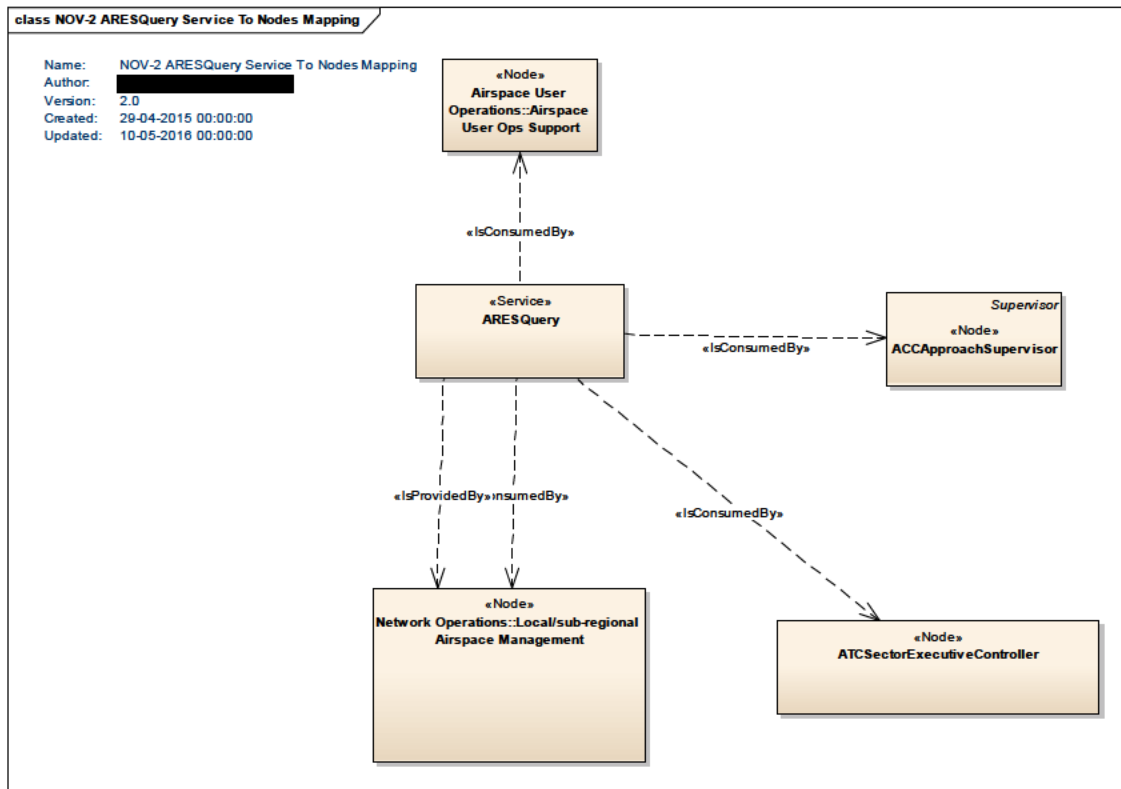 class NOV-2 ARESQuery Service To Nodes Mapping
Name: NOV-2 ARESQuery Service To Nodes Mapping
Author:
Version: 2.0
Created: 29-04-2015 00:00:00
Updated: 10-05-2016 00:00:00
«Node»
Airspace User
Operations::Airspace
User Ops Support
«IsConsumedBy»
«Service»
ARESQuery
«IsConsumedBy»
Supervisor
«Node»
ACCApproachSupervisor
«IsProvidedBy» nsumedBy»
«IsConsumedBy»
«Node»
Network Operations::Local/sub-regional
Airspace Management
«Node»
ATCSectorExecutiveController